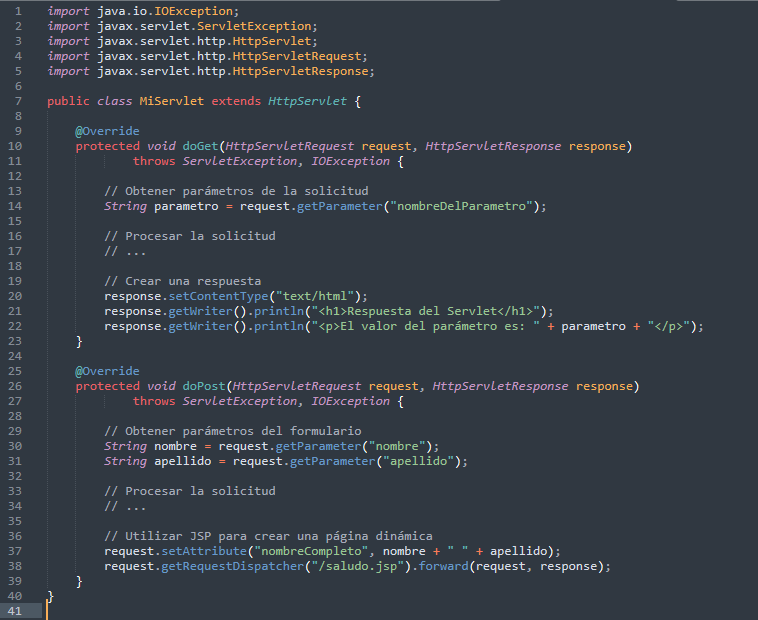 1 import java.io.IOException;
2 import javax.servlet.ServletException;
3 import javax.servlet.http.HttpServlet;
4 import javax.servlet.http.HttpServletRequest;
5 import javax.servlet.http.HttpServletResponse;
6
7 public class MiServlet extends HttpServlet {
8
9     @Override
10     protected void doGet(HttpServletRequest request, HttpServletResponse response)
11             throws ServletException, IOException {
12
13         // Obtener parámetros de la solicitud
14         String parametro = request.getParameter("nombreDelParametro");
15
16         // Procesar la solicitud
17         // ...
18
19         // Crear una respuesta
20         response.setContentType("text/html");
21         response.getWriter().println("<h1>Respuesta del Servlet</h1>");
22         response.getWriter().println("<p>El valor del parámetro es: " + parametro + "</p>");
23     }
24
25     @Override
26     protected void doPost(HttpServletRequest request, HttpServletResponse response)
27             throws ServletException, IOException {
28
29         // Obtener parámetros del formulario
30         String nombre = request.getParameter("nombre");
31         String apellido = request.getParameter("apellido");
32
33         // Procesar la solicitud
34         // ...
35
36         // Utilizar JSP para crear una página dinámica
37         request.setAttribute("nombreCompleto", nombre + " " + apellido);
38         request.getRequestDispatcher("/saludo.jsp").forward(request, response);
39     }
40 }
41